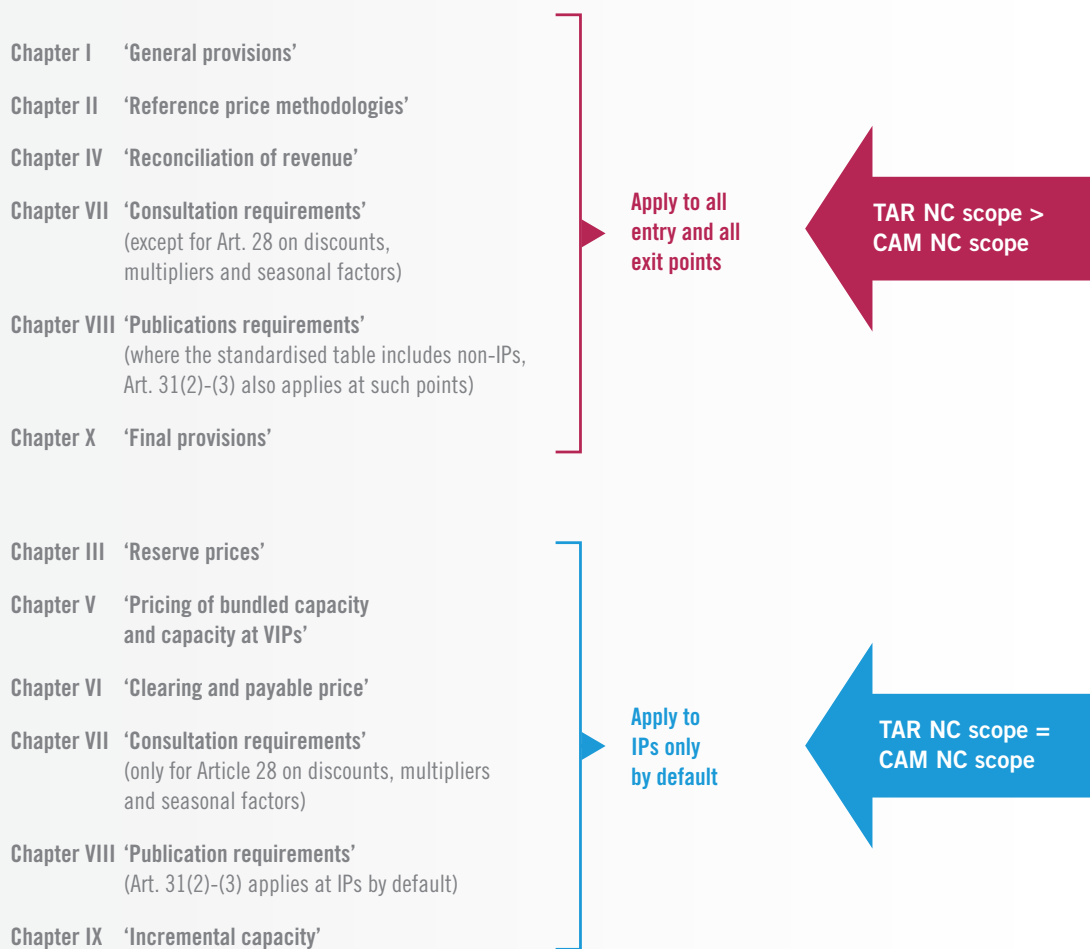 Chapter I ‘General provisions’
Chapter II ‘Reference price methodologies’
Chapter IV ‘Reconciliation of revenue’
Chapter VII ‘Consultation requirements’
(except for Art. 28 on discounts,
multipliers and seasonal factors)
Chapter VIII ‘Publications requirements’
(where the standardised table includes non-IPs,
Art. 31(2)-(3) also applies at such points)
Chapter X ‘Final provisions’
Apply to all
entry and all
exit points
TAR NC scope >
CAM NC scope
Chapter III ‘Reserve prices’
Chapter V ‘Pricing of bundled capacity
and capacity at VIPs’
Chapter VI ‘Clearing and payable price’
Chapter VII ‘Consultation requirements’
(only for Article 28 on discounts, multipliers
and seasonal factors)
Chapter VIII ‘Publication requirements’
(Art. 31(2)-(3) applies at IPs by default)
Chapter IX ‘Incremental capacity’
Apply to
IPs only
by default
TAR NC scope =
CAM NC scope